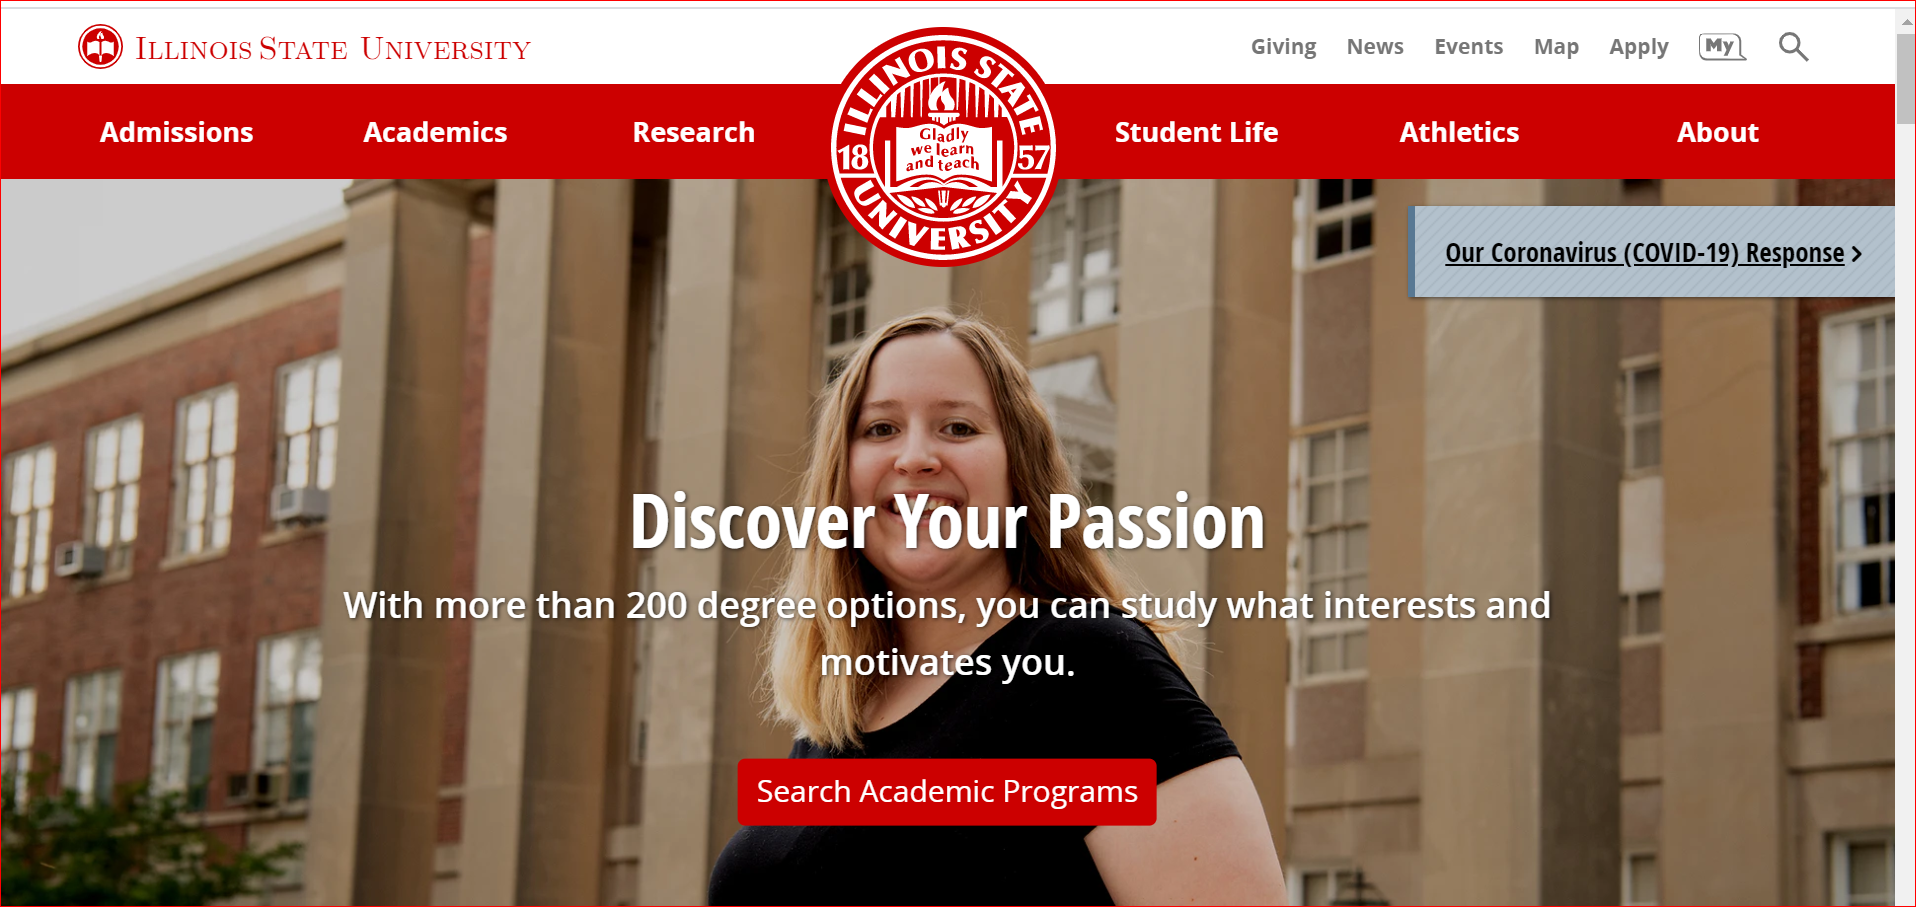 ILLINOIS STATE UNIVERSITY
Giving News Events Map Apply My
Admissions Academics Research Student Life Athletics About
ILLINOIS STATE
Gladly
we learn
and teach
18 57
UNIVERSITY
Our Coronavirus (COVID-19) Response
Discover Your Passion
With more than 200 degree options, you can study what interests and
motivates you.
Search Academic Programs